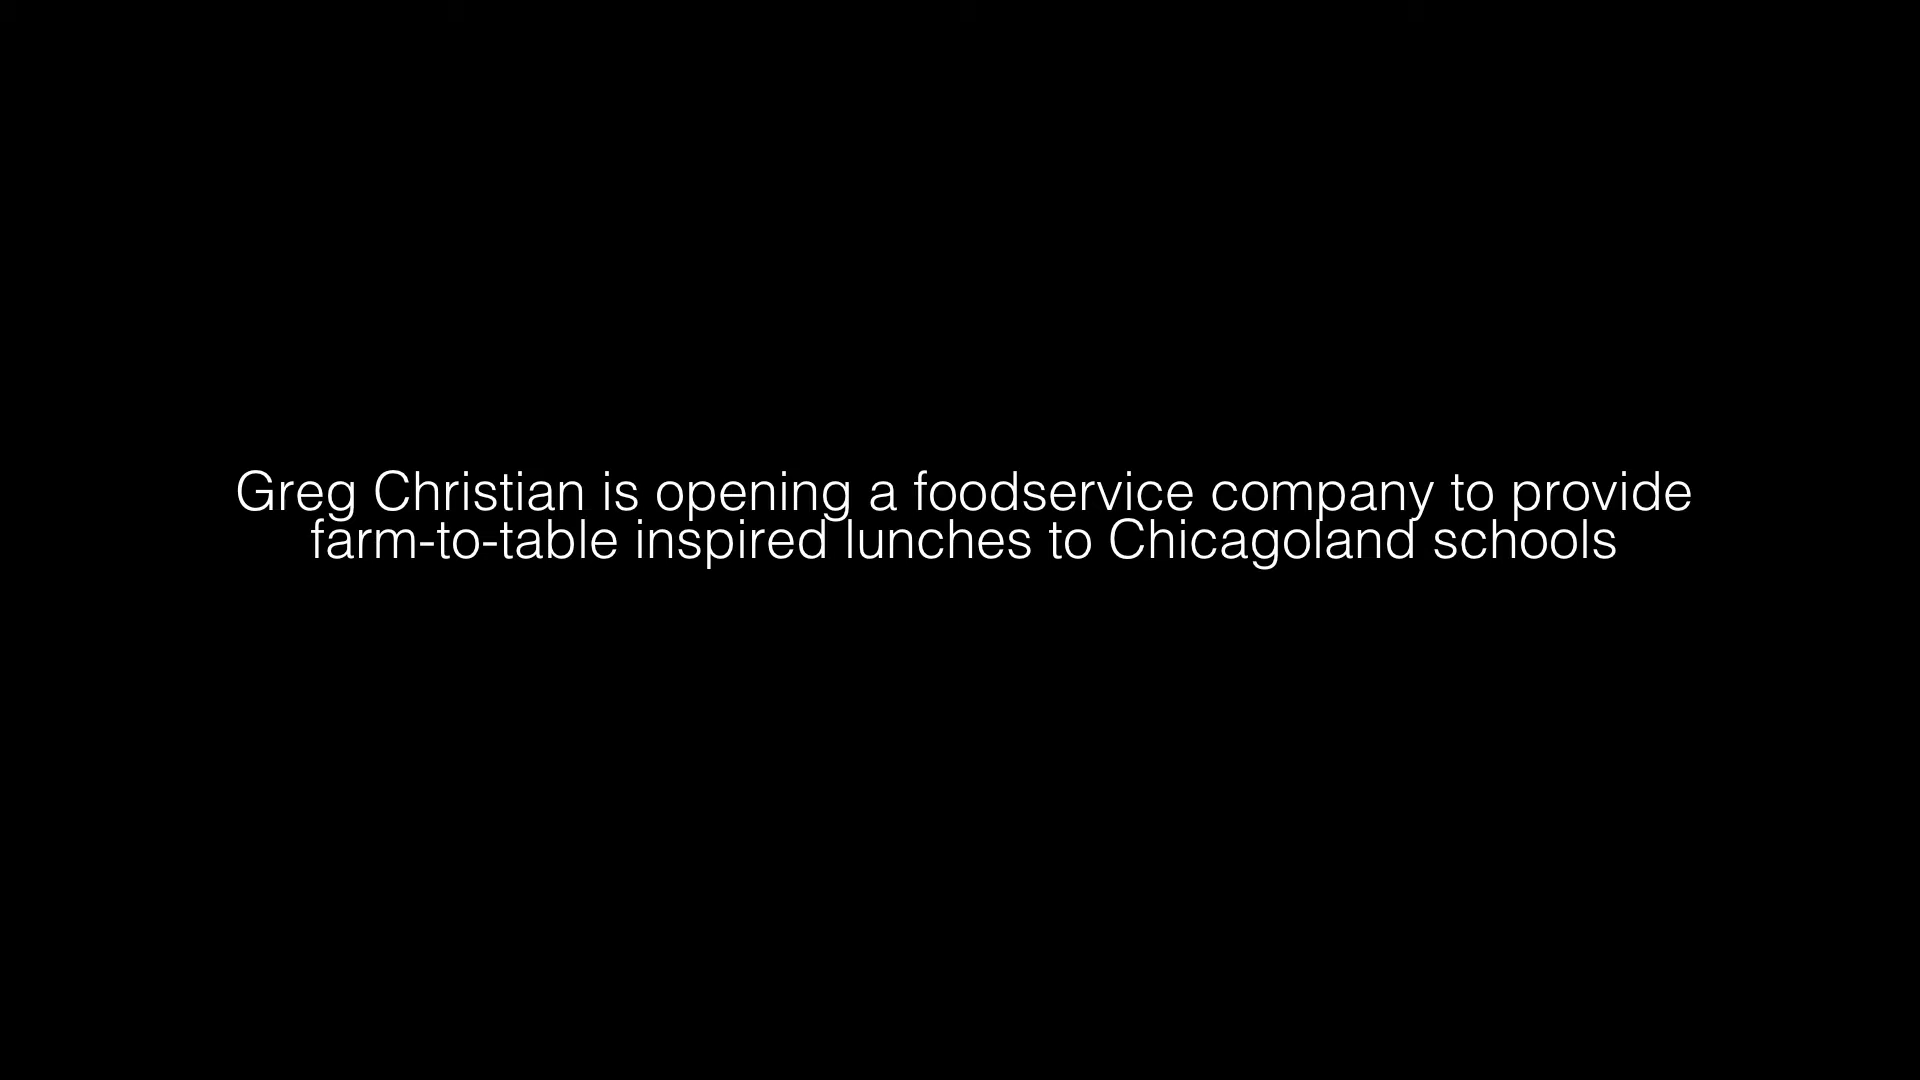 Greg Christian is opening a foodservice company to provide
farm-to-table inspired lunches to Chicagoland schools